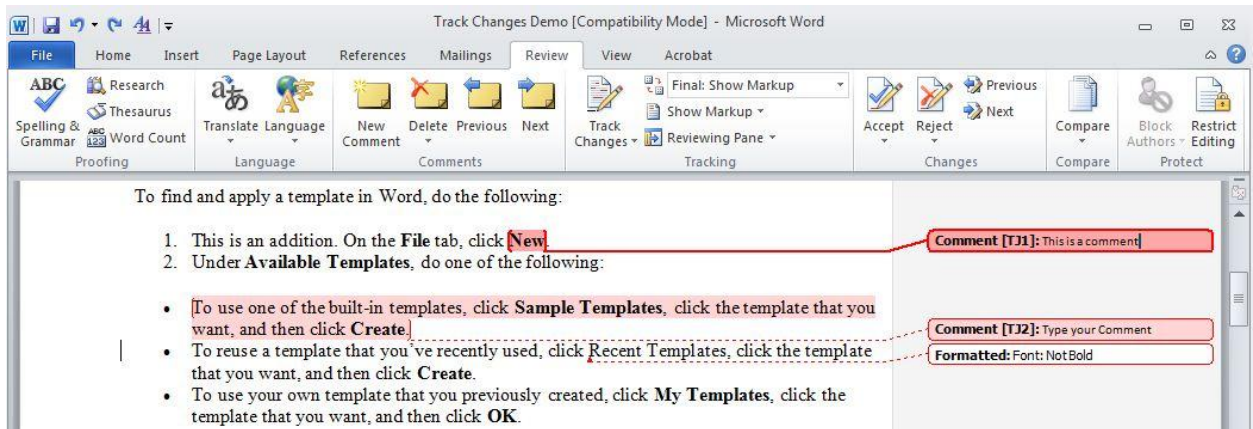 Track Changes Demo [Compatibility Mode] - Microsoft Word
File Home Insert Page Layout References Mailings Review View Acrobat
ABC Spelling & Grammar
Research
Thesaurus
ABC 123 Word Count
Proofing
Translate
Language
Language
New Comment
Delete
Previous
Next
Comments
Track Changes
Final: Show Markup
Show Markup
Reviewing Pane
Tracking
Accept
Reject
Previous
Next
Changes
Compare
Compare
Block Authors
Restrict Editing
Protect
To find and apply a template in Word, do the following:
1. This is an addition. On the File tab, click New.
Comment [TJ1]: This is a comment
2. Under Available Templates, do one of the following:
• To use one of the built-in templates, click Sample Templates, click the template that you
want, and then click Create.
Comment [TJ2]: Type your Comment
• To reuse a template that you've recently used, click Recent Templates, click the template
Formatted: Font: Not Bold
that you want, and then click Create.
• To use your own template that you previously created, click My Templates, click the
template that you want, and then click OK.